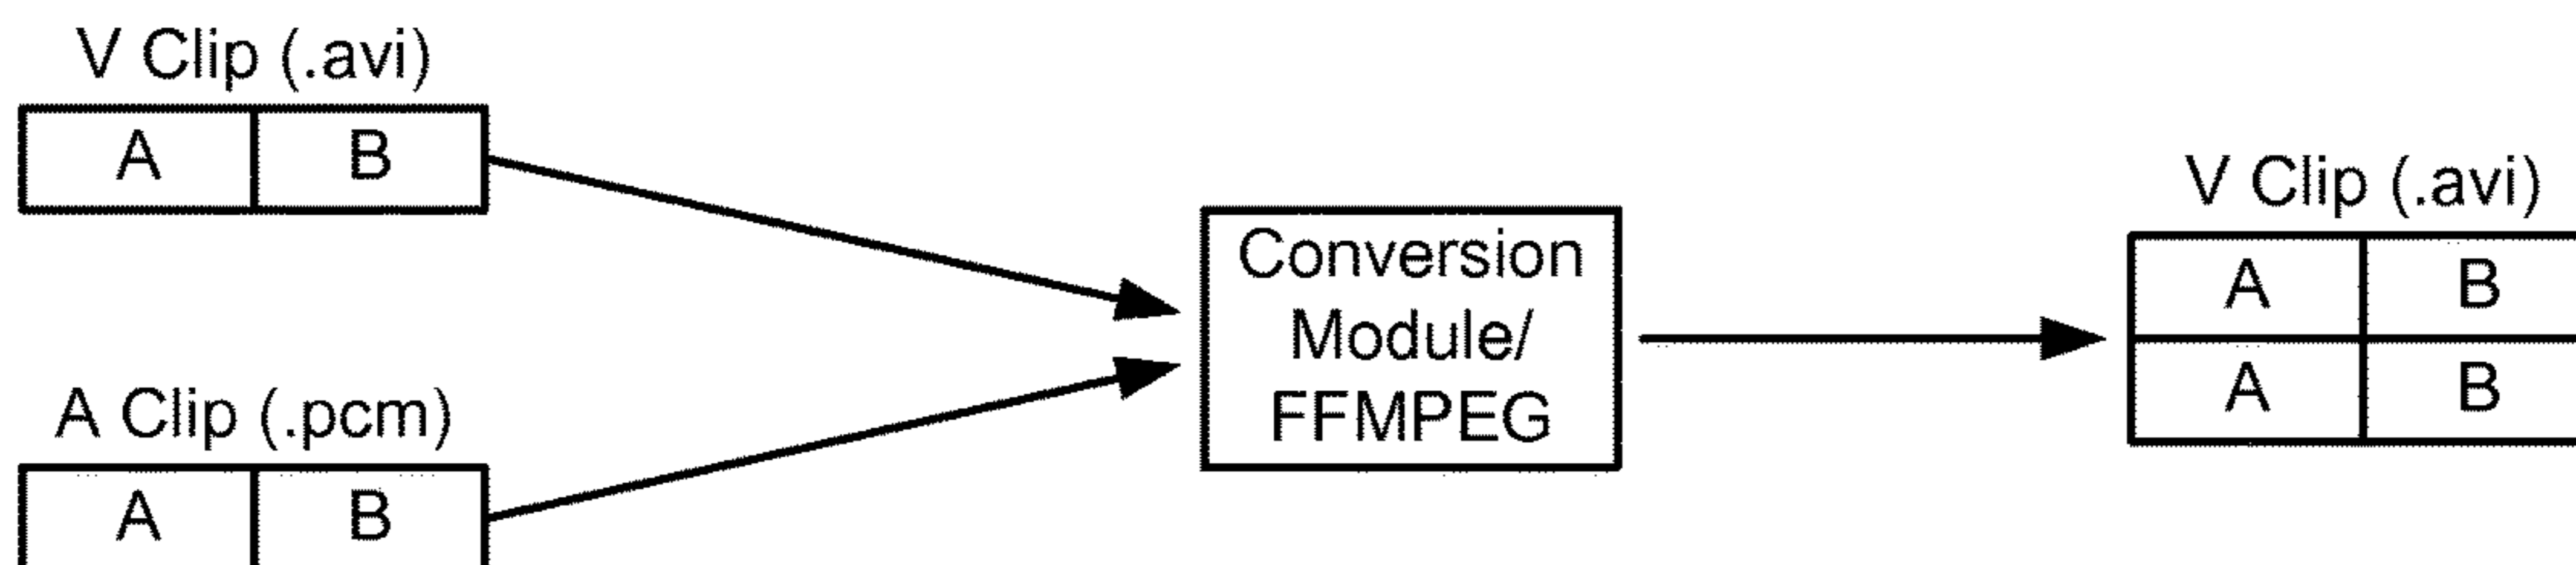 V Clip (.avi)
A B
A Clip (.pcm)
A B
Conversion
Module/
FFMPEG
V Clip (.avi)
A B
A B